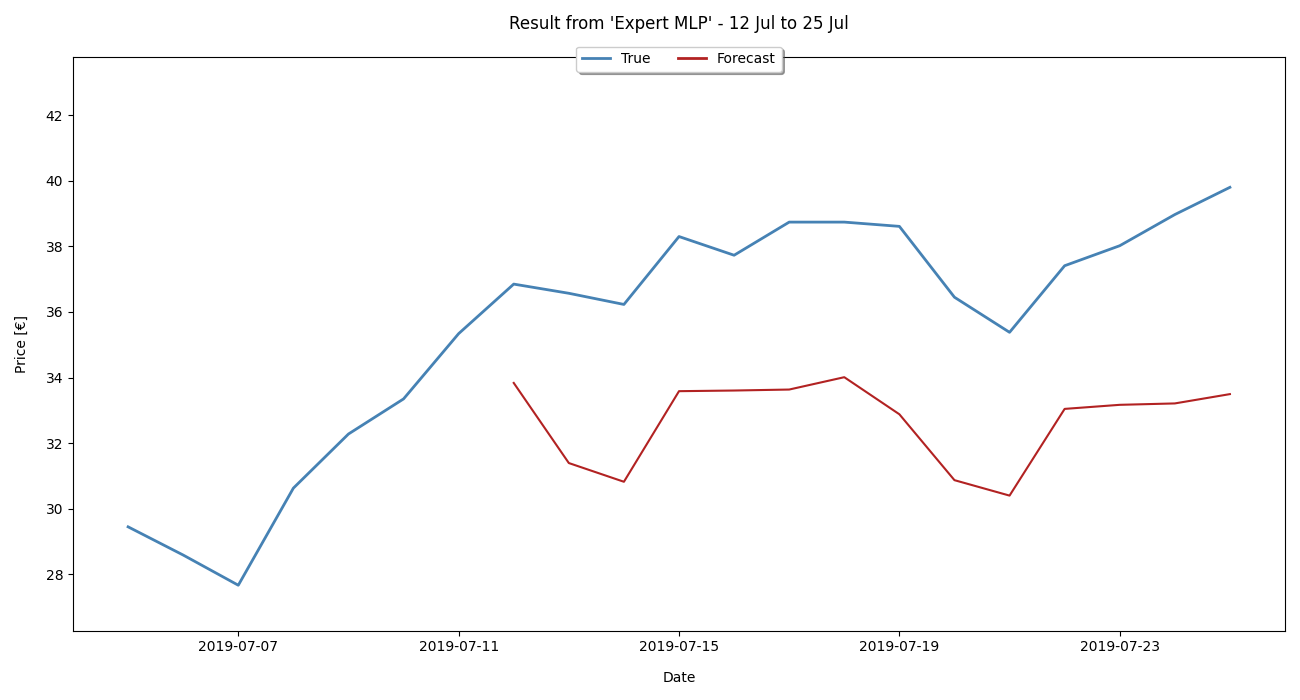 Result from 'Expert MLP' - 12 Jul to 25 Jul
True Forecast
42
40
38
36
34
32
30
28
Price [€]
2019-07-07 2019-07-11 2019-07-15 2019-07-19 2019-07-23
Date